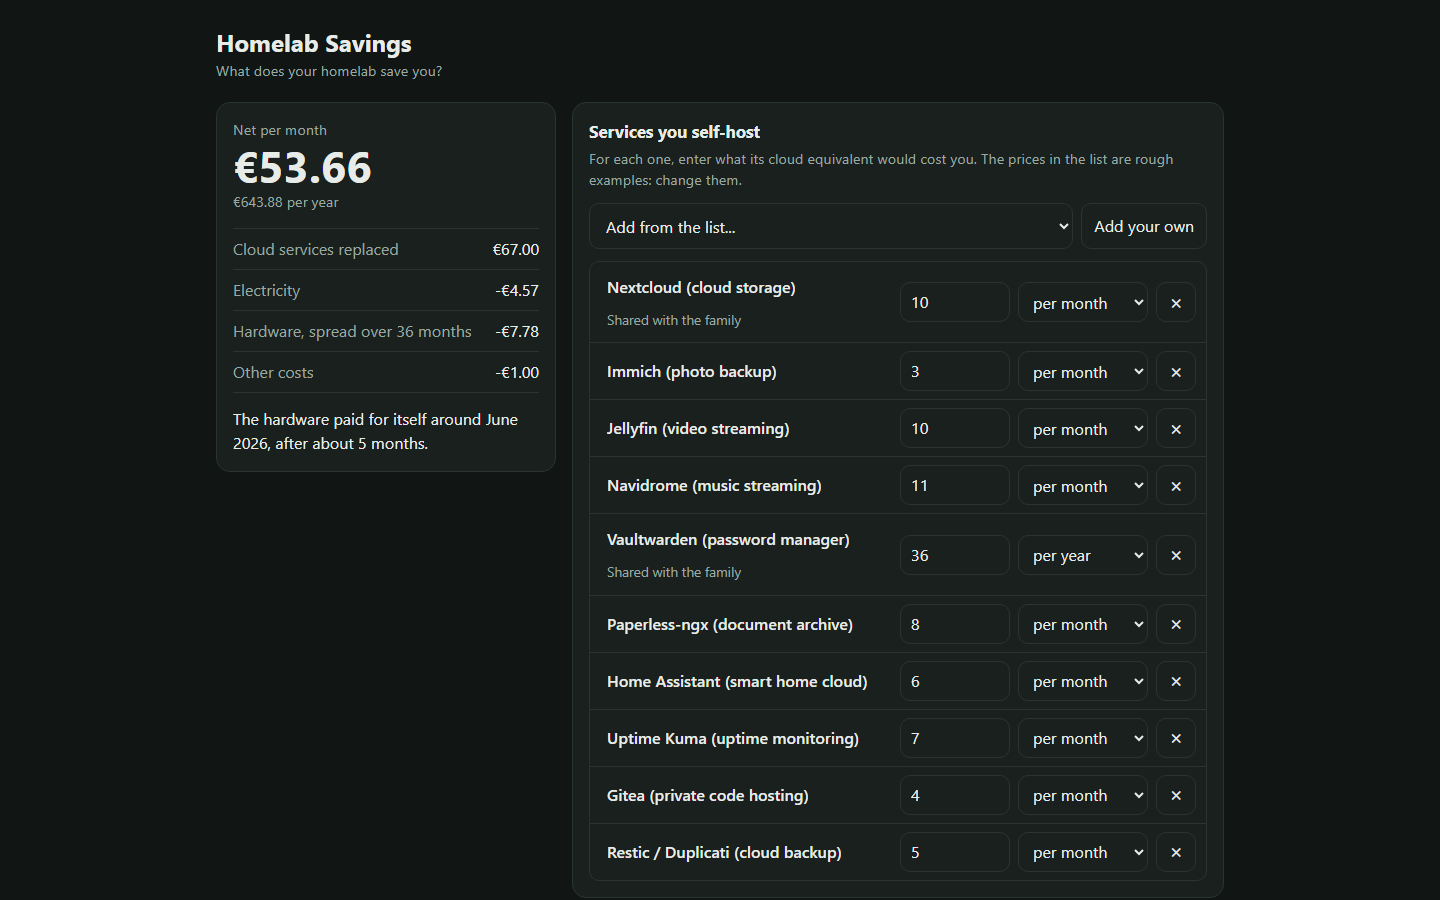 Homelab Savings
What does your homelab save you?
Net per month
€53.66
€643.88 per year
Cloud services replaced €67.00
Electricity -€4.57
Hardware, spread over 36 months -€7.78
Other costs -€1.00
The hardware paid for itself around June
2026, after about 5 months.
Services you self-host
For each one, enter what its cloud equivalent would cost you. The prices in the list are rough
examples: change them.
Add from the list... Add your own
Nextcloud (cloud storage) 10 per month ✕
Shared with the family
Immich (photo backup) 3 per month ✕
Jellyfin (video streaming) 10 per month ✕
Navidrome (music streaming) 11 per month ✕
Vaultwarden (password manager) 36 per year ✕
Shared with the family
Paperless-ngx (document archive) 8 per month ✕
Home Assistant (smart home cloud) 6 per month ✕
Uptime Kuma (uptime monitoring) 7 per month ✕
Gitea (private code hosting) 4 per month ✕
Restic / Duplicati (cloud backup) 5 per month ✕